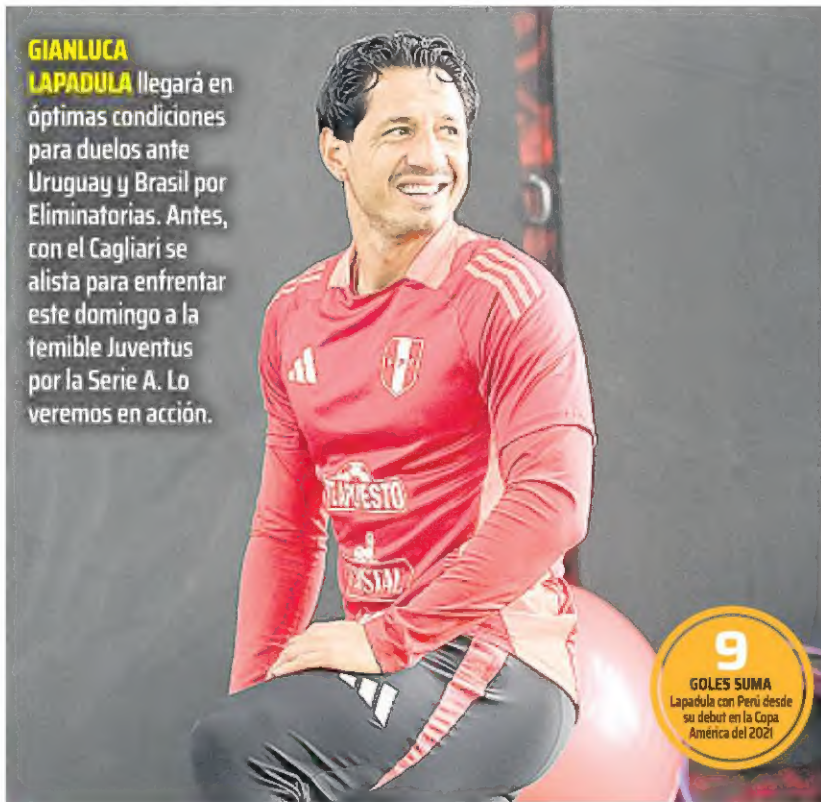 GIANLUCA
LAPADULA llegará en
óptimas condiciones
para duelos ante
Uruguay y Brasil por
Eliminatorias. Antes,
con el Cagliari se
alista para enfrentar
este domingo a la
temible Juventus
por la Serie A. Lo
veremos en acción.
9
GOLES SUMA
Lapadula con Perú desde
su debut en la Copa
América del 2021